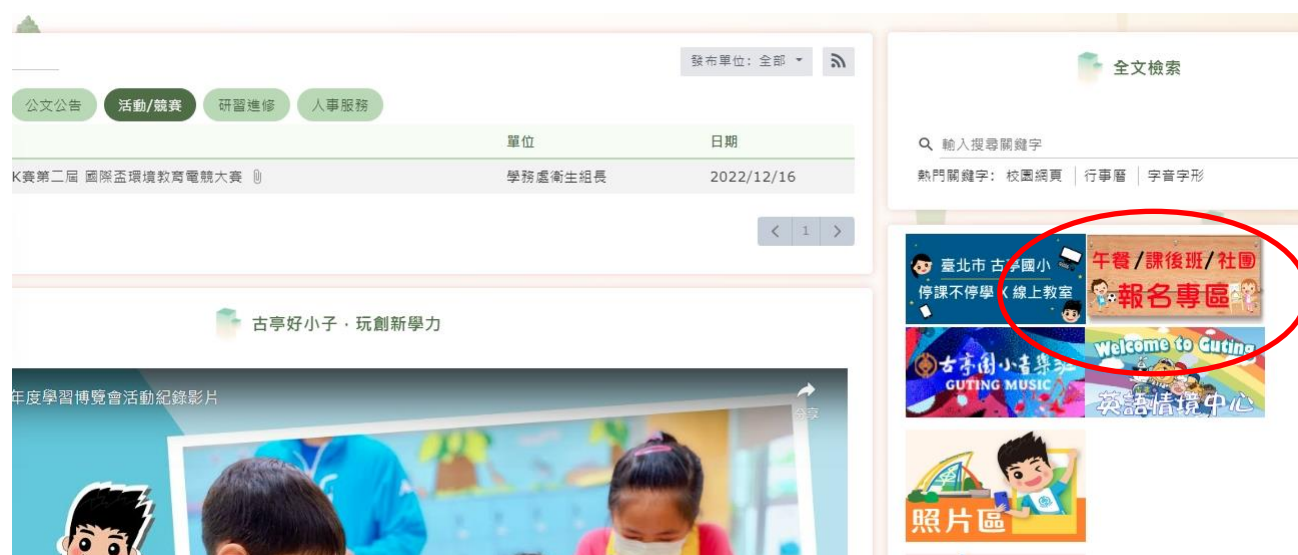 發布單位: 全部
公文公告 活動/競賽 研習進修 人事服務
單位 日期
K賽第二屆 國際盃環境教育電競大賽 學務處衛生組長 2022/12/16
< 1 >
古亭好小子 · 玩創新學力
年度學習博覽會活動紀錄影片
分享
全文檢索
輸入搜尋關鍵字
熱門關鍵字: 校園網頁 行事曆 字音字形
臺北市 古亭國小
停課不停學 X 線上教室
午餐/課後班/社團
報名專區
古亭國小音樂班
GUTING MUSIC
Welcome to Guting
英語情境中心
照片區